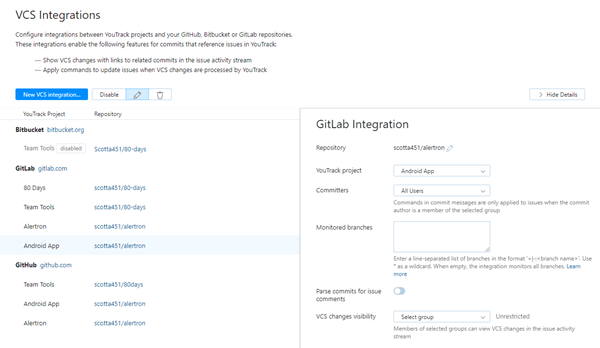 VCS Integrations
Configure integrations between YouTrack projects and your GitHub, Bitbucket or GitLab repositories.
These integrations enable the following features for commits that reference issues in YouTrack:
— Show VCS changes with links to related commits in the issue activity stream
— Apply commands to update issues when VCS changes are processed by YouTrack
New VCS integration... Disable Hide Details
YouTrack Project Repository
Bitbucket bitbucket.org
Team Tools disabled Scotta451/80-days
GitLab gitlab.com
80 Days scotta451/80-days
Team Tools scotta451/80-days
Alertron scotta451/alertron
Android App scotta451/alertron
GitHub github.com
Team Tools scotta451/80days
Android App scotta451/alertron
Alertron scotta451/alertron
GitLab Integration
Repository scotta451/alertron
YouTrack project Android App
Committers All Users
Commands in commit messages are only applied to issues when the commit
author is a member of the selected group
Monitored branches
Enter a line-separated list of branches in the format '+|-:<branch name>'. Use
* as a wildcard. When empty, the integration monitors all branches. Learn
more
Parse commits for issue
comments
VCS changes visibility Select group Unrestricted
Members of selected groups can view VCS changes in the issue activity
stream